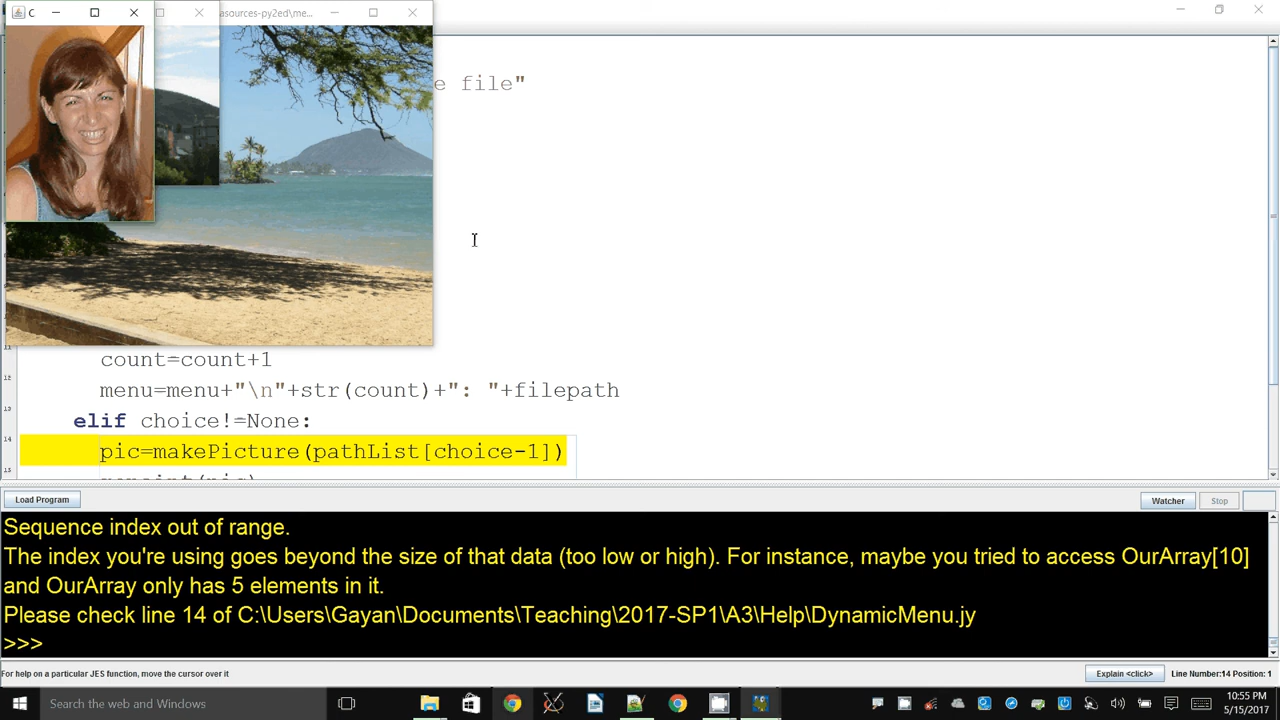 C
asources-py2ed\me...
e file"
11
count=count+1
12
menu=menu+"\n"+str(count)+": "+filepath
13
elif choice!=None:
14
pic=makePicture(pathList[choice-1])
15
Load Program
Watcher
Stop
Sequence index out of range.
The index you're using goes beyond the size of that data (too low or high). For instance, maybe you tried to access OurArray[10]
and OurArray only has 5 elements in it.
Please check line 14 of C:\Users\Gayan\Documents\Teaching\2017-SP1\A3\Help\DynamicMenu.jy
>>>
For help on a particular JES function, move the cursor over it
Explain <click>
Line Number:14 Position: 1
Search the web and Windows
10:55 PM
5/15/2017